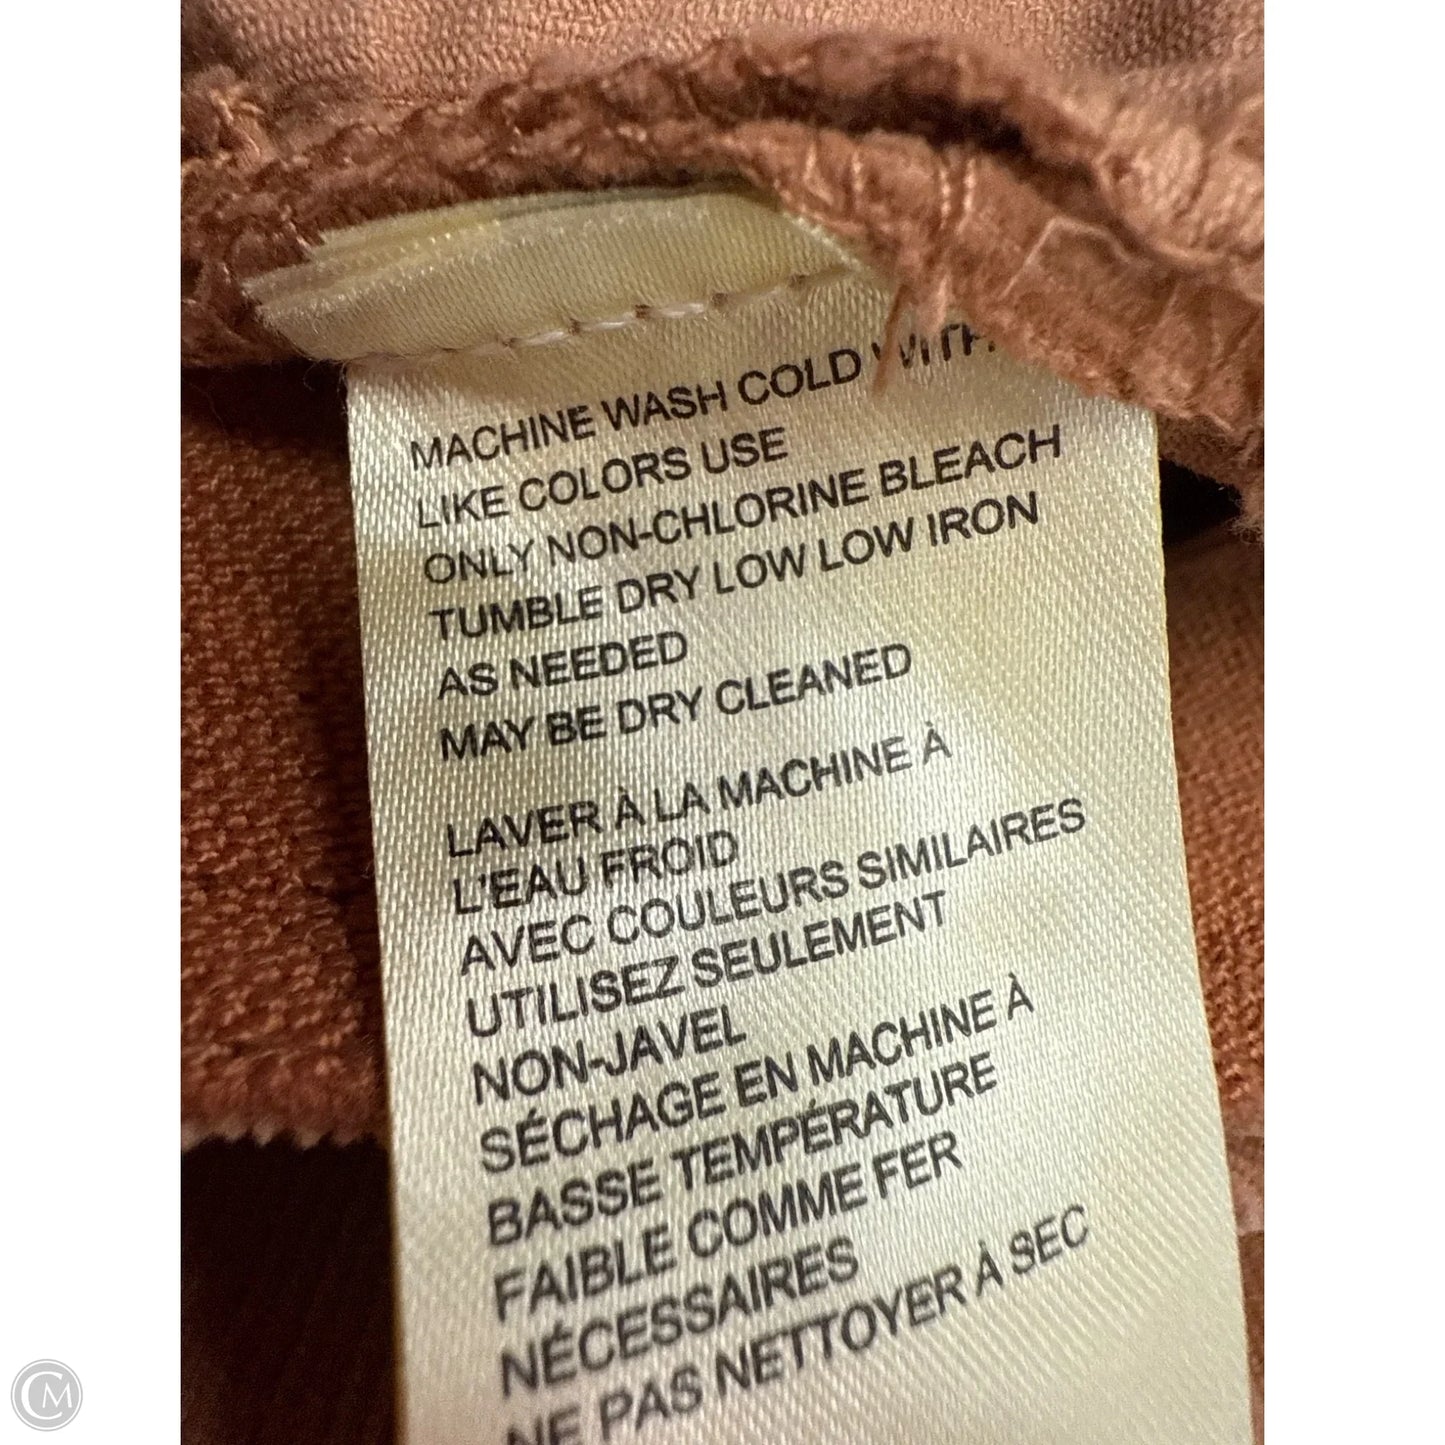 MACHINE WASH COLD WITH
LIKE COLORS USE
ONLY NON-CHLORINE BLEACH
TUMBLE DRY LOW LOW IRON
AS NEEDED
MAY BE DRY CLEANED
LAVER À LA MACHINE À
L'EAU FROID
AVEC COULEURS SIMILAIRES
UTILISEZ SEULEMENT
NON-JAVEL
SÉCHAGE EN MACHINE À
BASSE TEMPÉRATURE
FAIBLE COMME FER
NÉCESSAIRES
NE PAS NETTOYER À SEC
CM